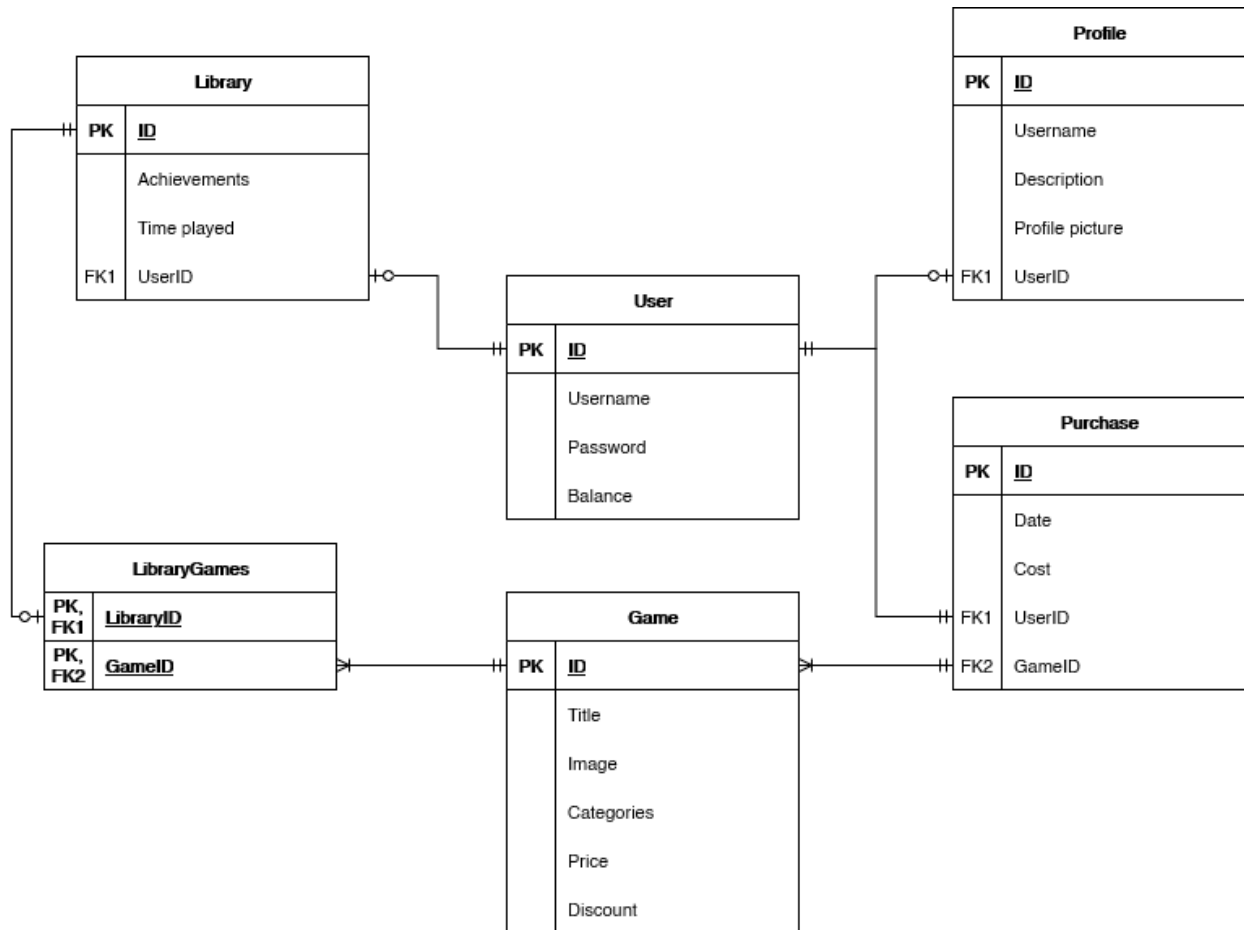 Library
PK ID
Achievements
Time played
FK1 UserID
Profile
PK ID
Username
Description
Profile picture
FK1 UserID
User
PK ID
Username
Password
Balance
Purchase
PK ID
Date
Cost
FK1 UserID
FK2 GameID
LibraryGames
PK,
FK1 LibraryID
PK,
FK2 GameID
Game
PK ID
Title
Image
Categories
Price
Discount